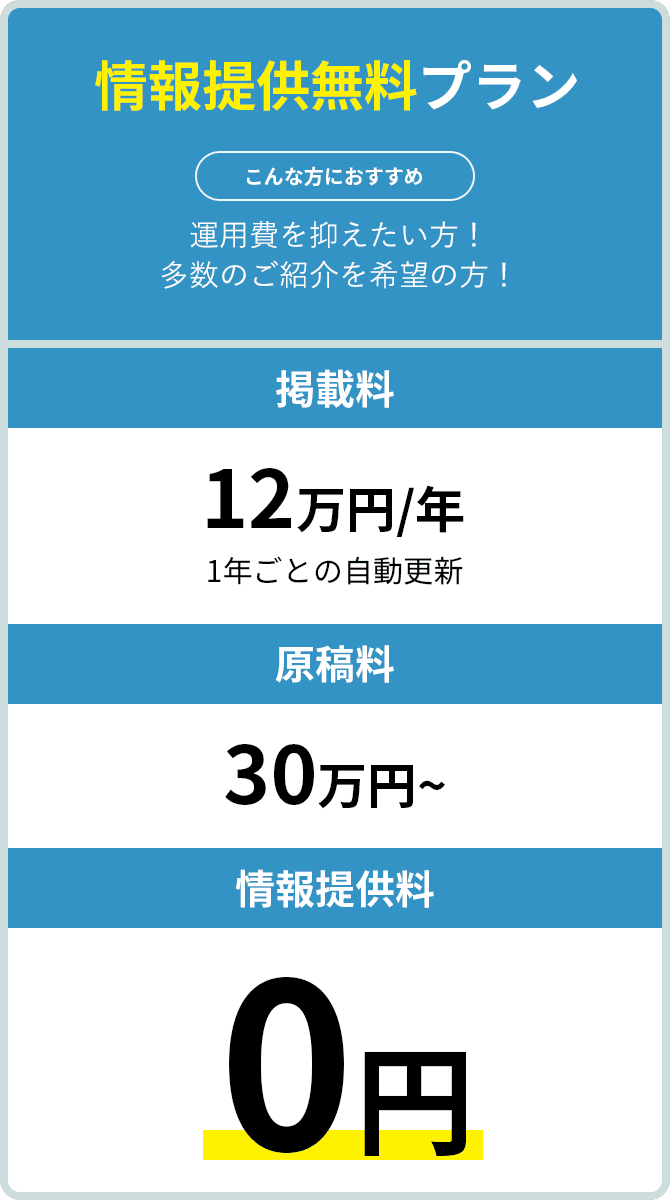 情報提供無料プラン
こんな方におすすめ
運用費を抑えたい方！
多数のご紹介を希望の方！
掲載料
12万円/年
1年ごとの自動更新
原稿料
30万円~
情報提供料
0円